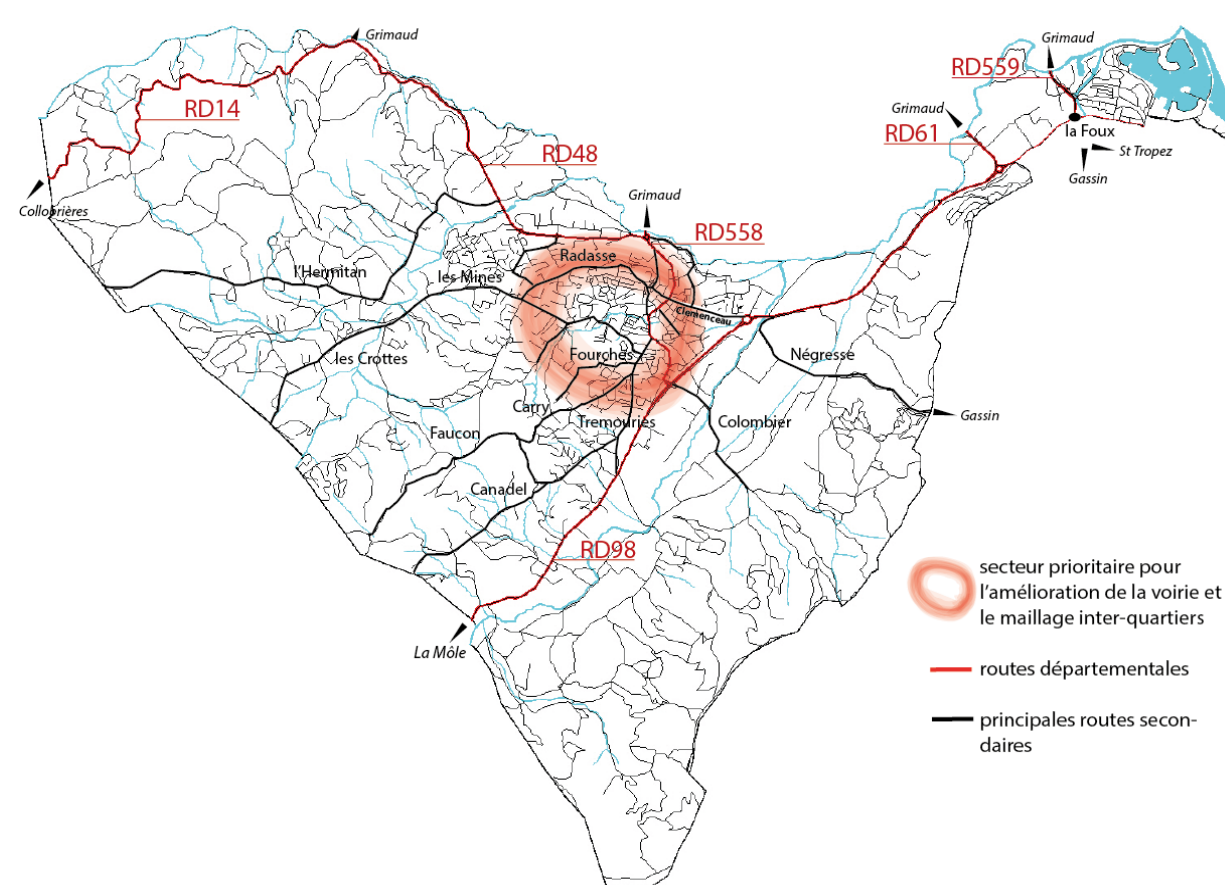 Grimaud
Grimaud
RD559
Grimaud
RD14
RD61
la Foux
St Tropez
RD48
Gassin
Grimaud
Collobrières
RD558
Radasse
l'Hermitan
les Mines
Clemenceau
Fourches
les Crottes
Négresse
Carry
Gassin
Tremouriès
Colombier
Faucon
Canadel
RD98
secteur prioritaire pour
l'amélioration de la voirie et
le maillage inter-quartiers
La Môle
routes départementales
principales routes secon-
daires